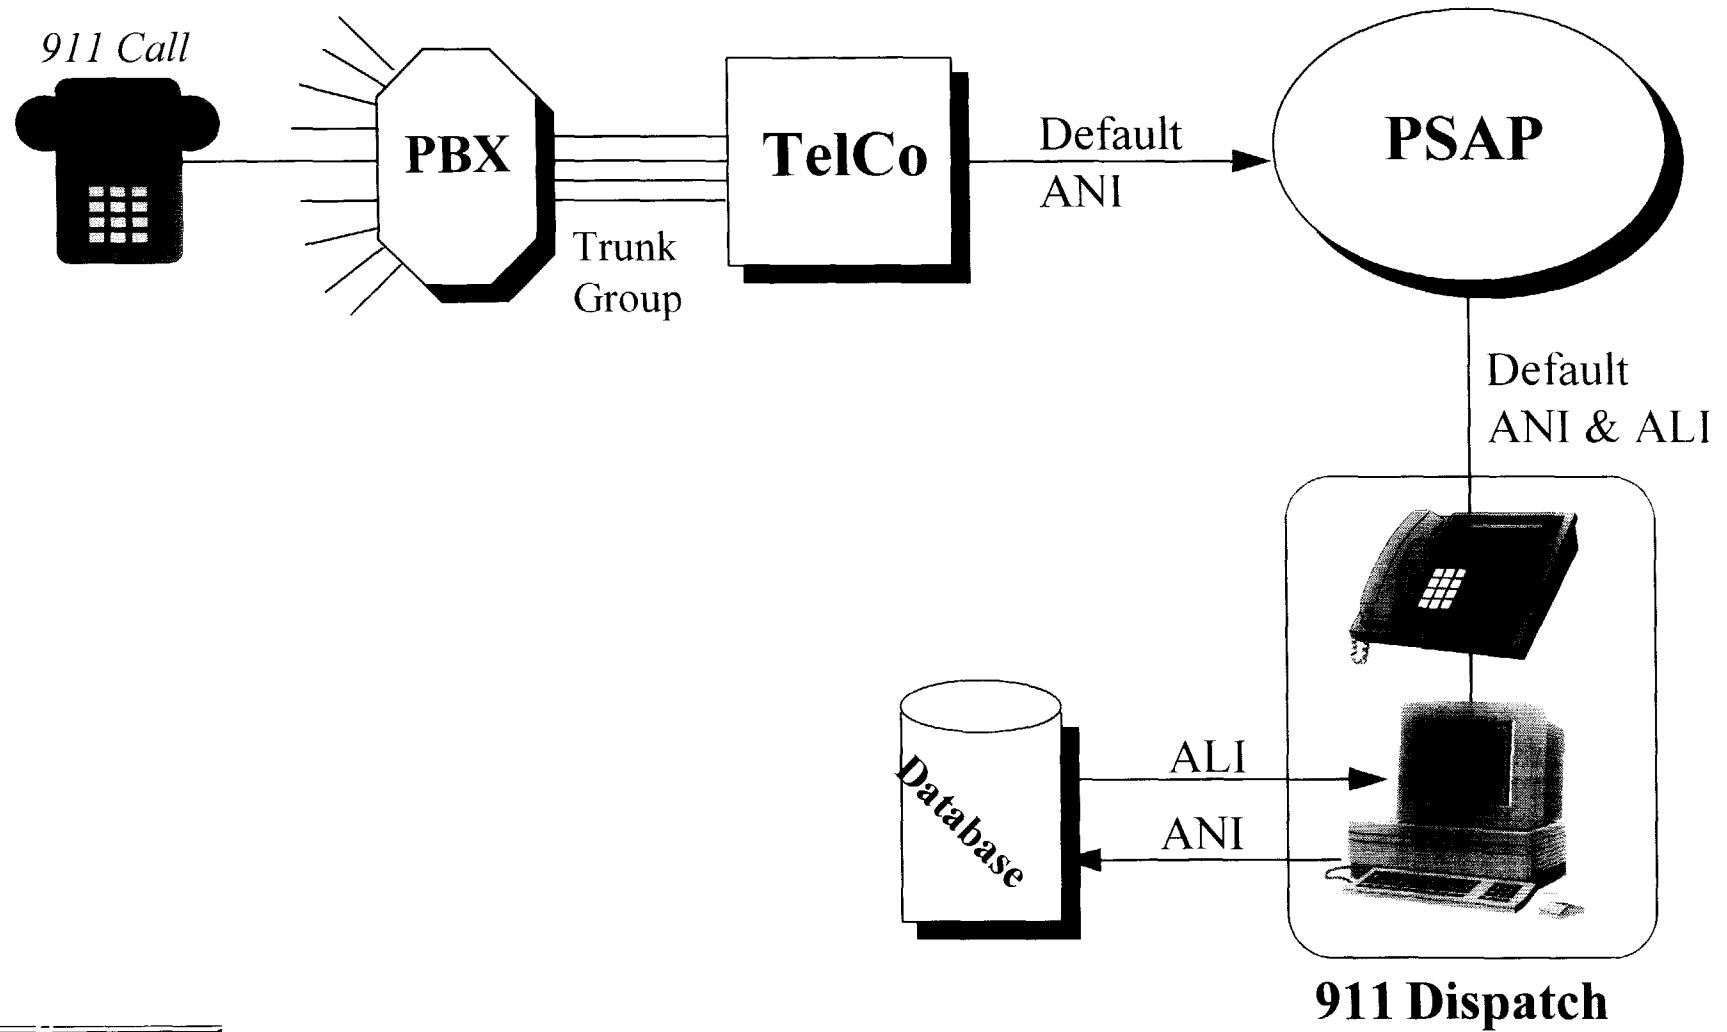 911 Call
PBX
Trunk
Group
TelCo
Default
ANI
PSAP
Default
ANI & ALI
Database
ALI
ANI
911 Dispatch